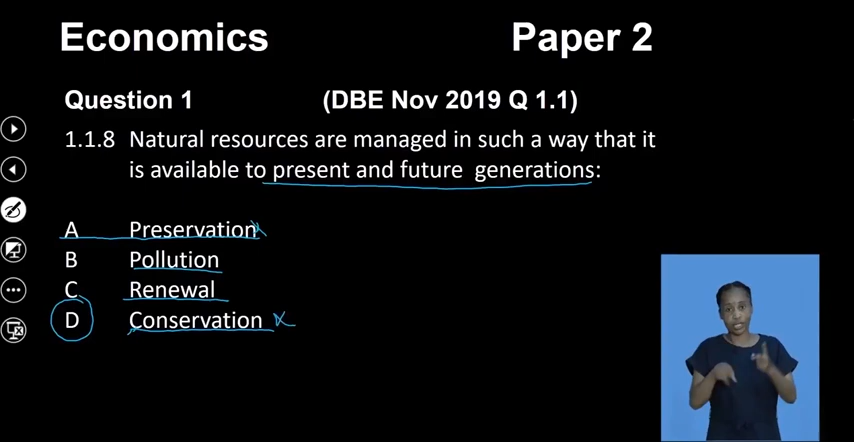 Economics Paper 2
Question 1 (DBE Nov 2019 Q 1.1)
1.1.8 Natural resources are managed in such a way that it
is available to present and future generations:
A Preservation
B Pollution
C Renewal
D Conservation